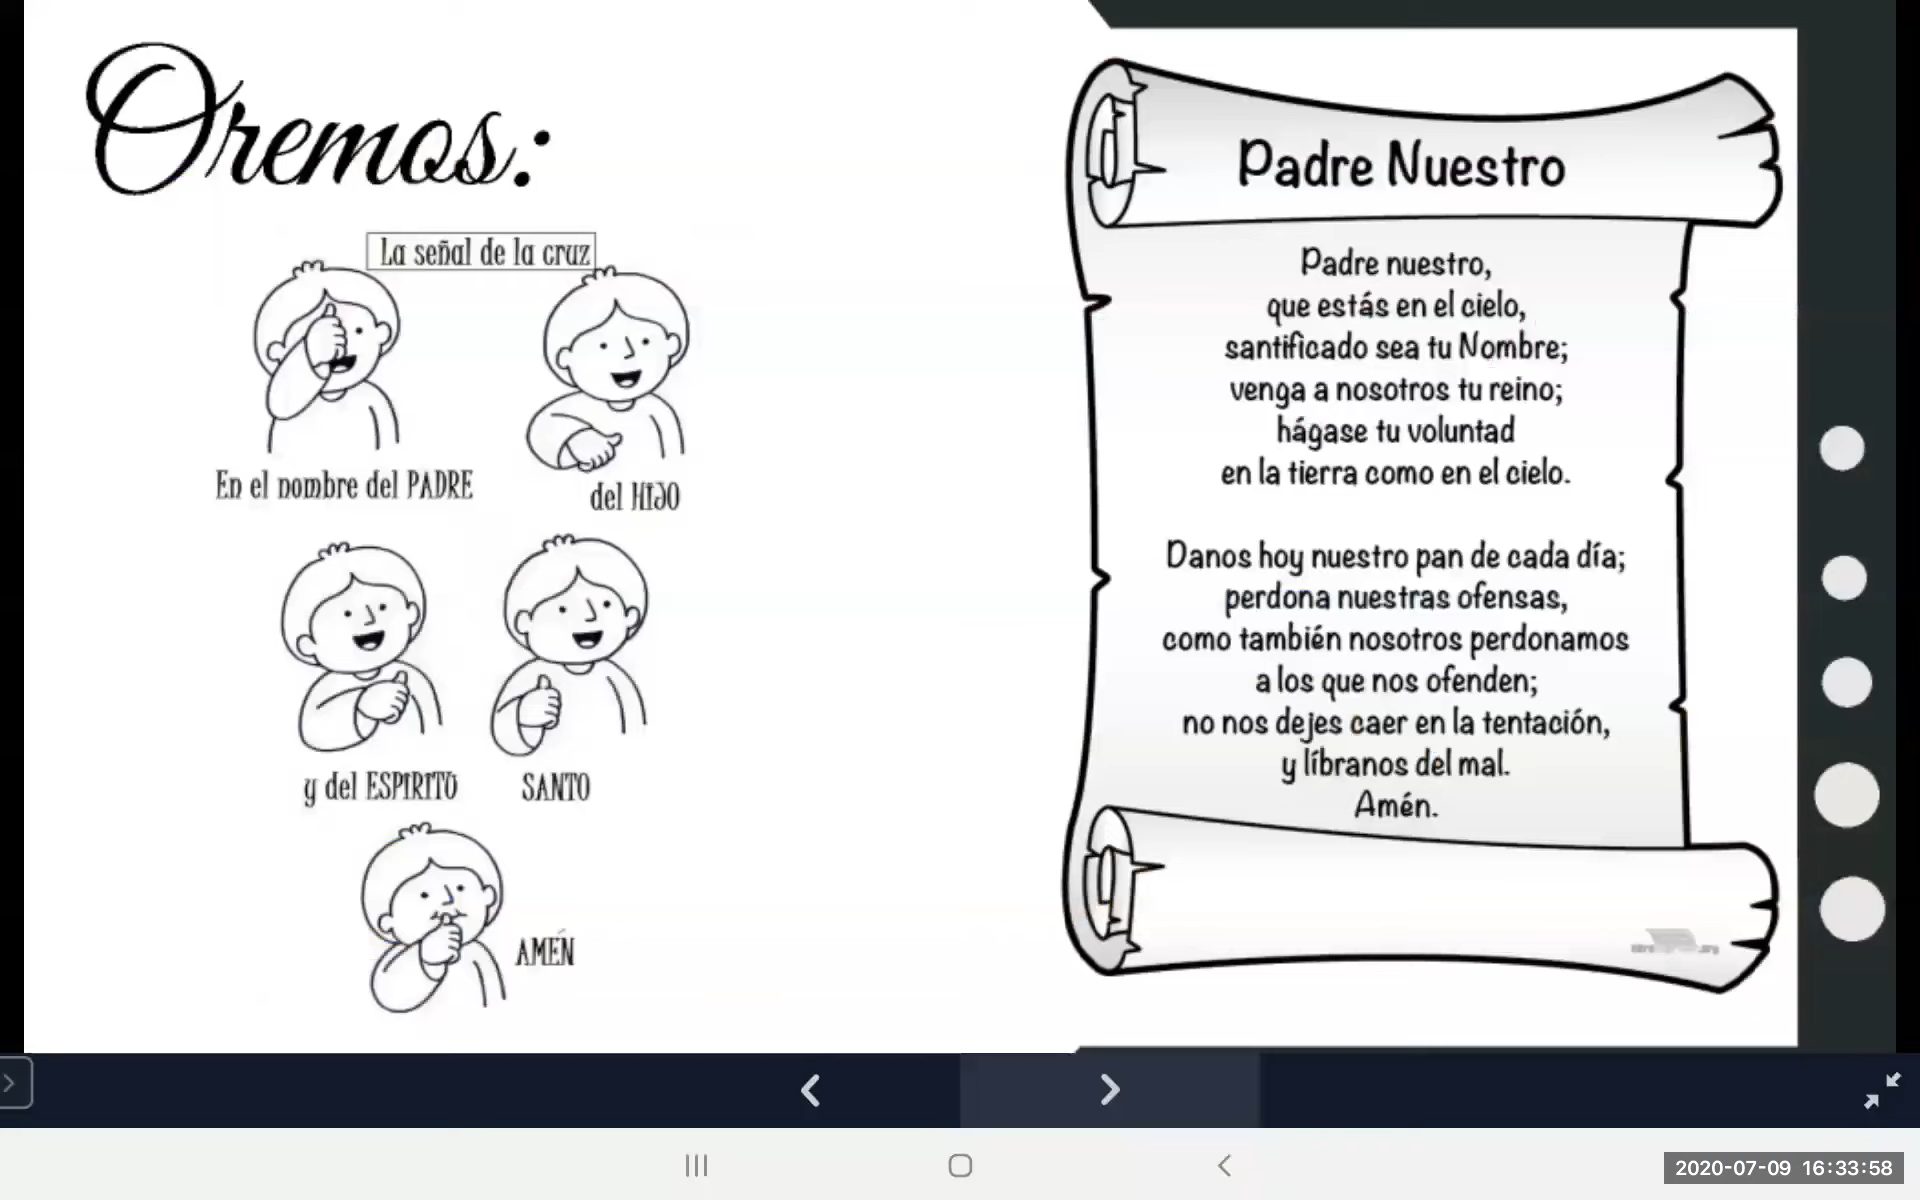 Oremos:
La señal de la cruz
En el nombre del PADRE
del HIJO
y del ESPIRITU
SANTO
AMÉN
Padre Nuestro
Padre nuestro,
que estás en el cielo,
santificado sea tu Nombre;
venga a nosotros tu reino;
hágase tu voluntad
en la tierra como en el cielo.
Danos hoy nuestro pan de cada día;
perdona nuestras ofensas,
como también nosotros perdonamos
a los que nos ofenden;
no nos dejes caer en la tentación,
y líbranos del mal.
Amén.
2020-07-09 16:33:58